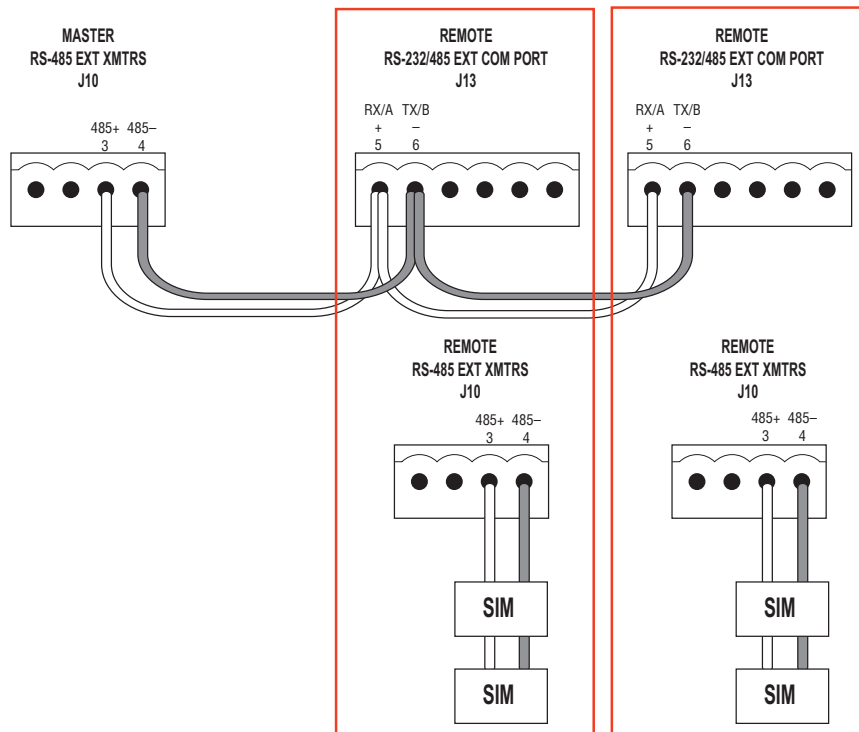 MASTER
RS-485 EXT XMTRS
J10
485+ 485–
3 4
REMOTE
RS-232/485 EXT COM PORT
J13
RX/A TX/B
+ –
5 6
REMOTE
RS-232/485 EXT COM PORT
J13
RX/A TX/B
+ –
5 6
REMOTE
RS-485 EXT XMTRS
J10
485+ 485–
3 4
SIM
SIM
REMOTE
RS-485 EXT XMTRS
J10
485+ 485–
3 4
SIM
SIM